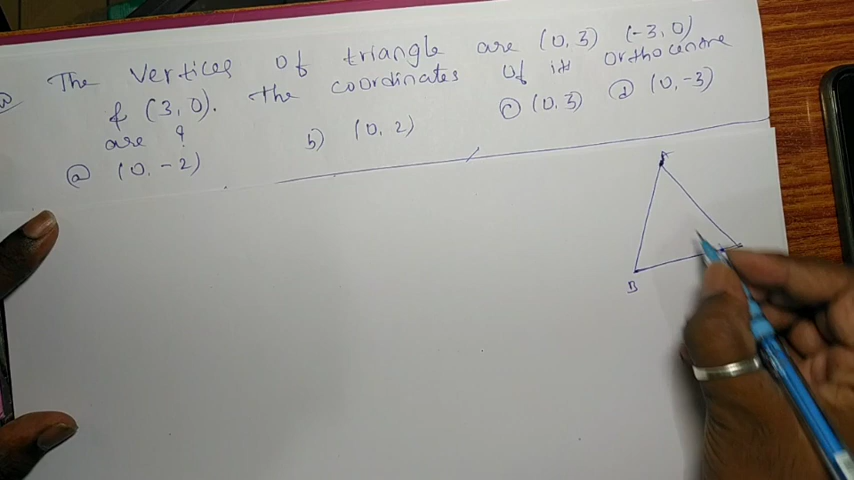 The vertices of triangle are (0,3) (-3,0)
& (3,0). the coordinates of its orthocentre
are ?
ⓐ (0,-2) b) (0,2) ⓒ (0,3) ⓓ (0,-3)
A
B